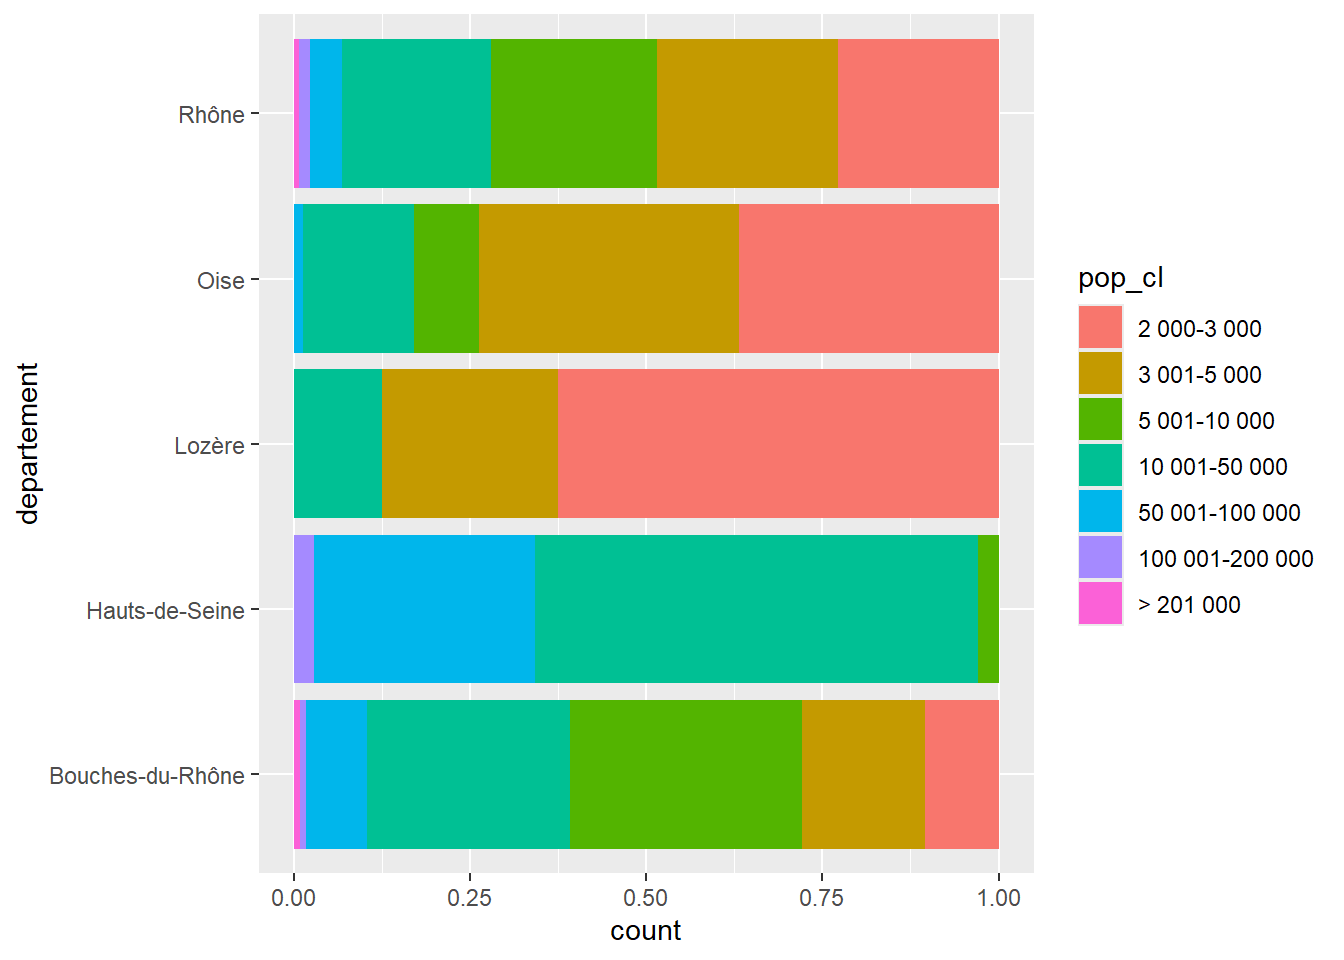 Rhône
Oise
Lozère
Hauts-de-Seine
Bouches-du-Rhône
departement
0.00 0.25 0.50 0.75 1.00
count
pop_cl
2 000-3 000
3 001-5 000
5 001-10 000
10 001-50 000
50 001-100 000
100 001-200 000
> 201 000